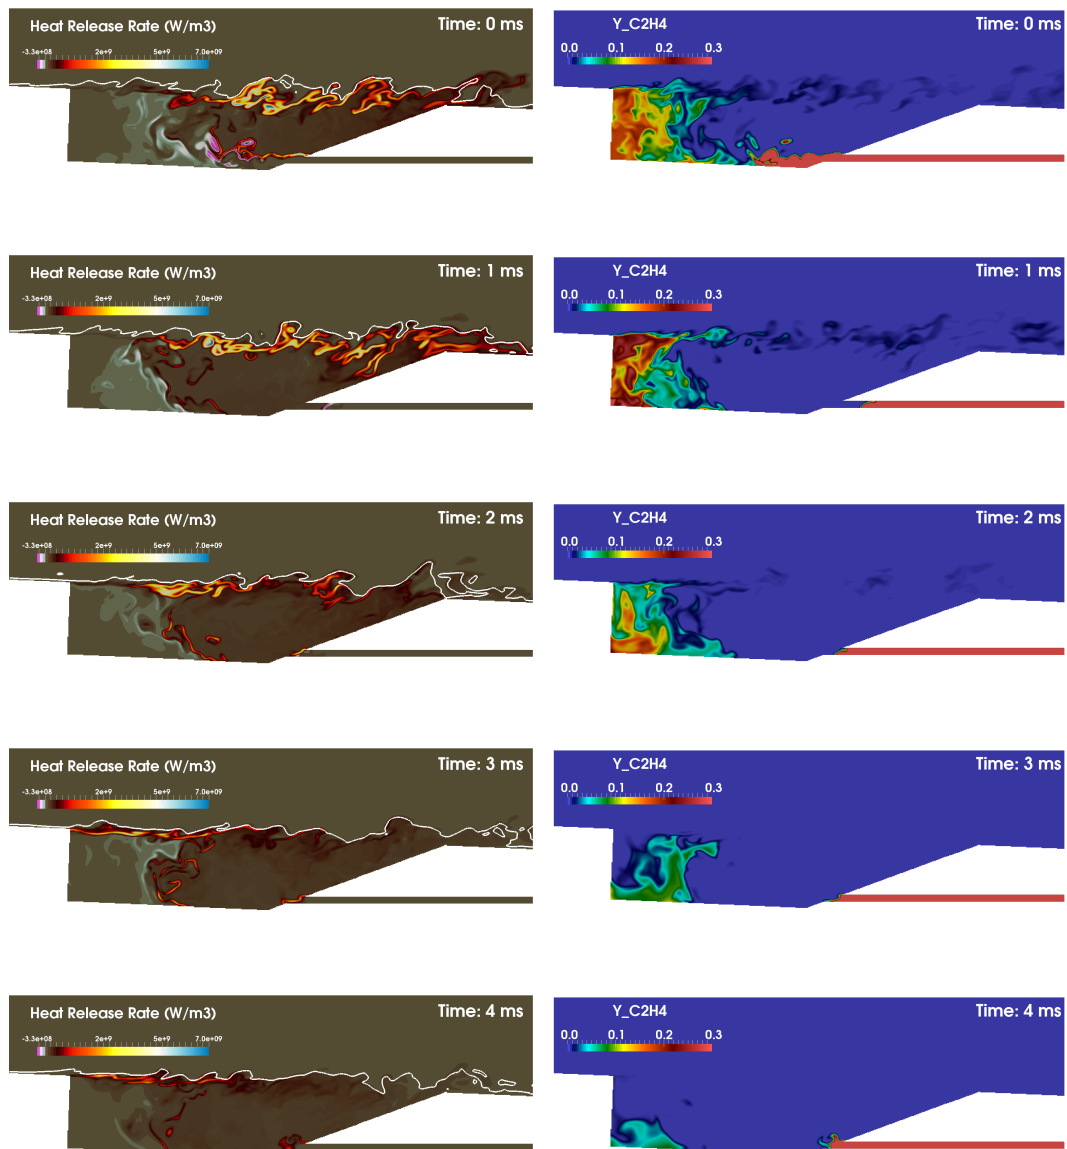 Heat Release Rate (W/m3)
Time: 0 ms
-3.3e+08 2e+9 5e+9 7.0e+09
Y_C2H4
Time: 0 ms
0.0 0.1 0.2 0.3
Heat Release Rate (W/m3)
Time: 1 ms
-3.3e+08 2e+9 5e+9 7.0e+09
Y_C2H4
Time: 1 ms
0.0 0.1 0.2 0.3
Heat Release Rate (W/m3)
Time: 2 ms
-3.3e+08 2e+9 5e+9 7.0e+09
Y_C2H4
Time: 2 ms
0.0 0.1 0.2 0.3
Heat Release Rate (W/m3)
Time: 3 ms
-3.3e+08 2e+9 5e+9 7.0e+09
Y_C2H4
Time: 3 ms
0.0 0.1 0.2 0.3
Heat Release Rate (W/m3)
Time: 4 ms
-3.3e+08 2e+9 5e+9 7.0e+09
Y_C2H4
Time: 4 ms
0.0 0.1 0.2 0.3